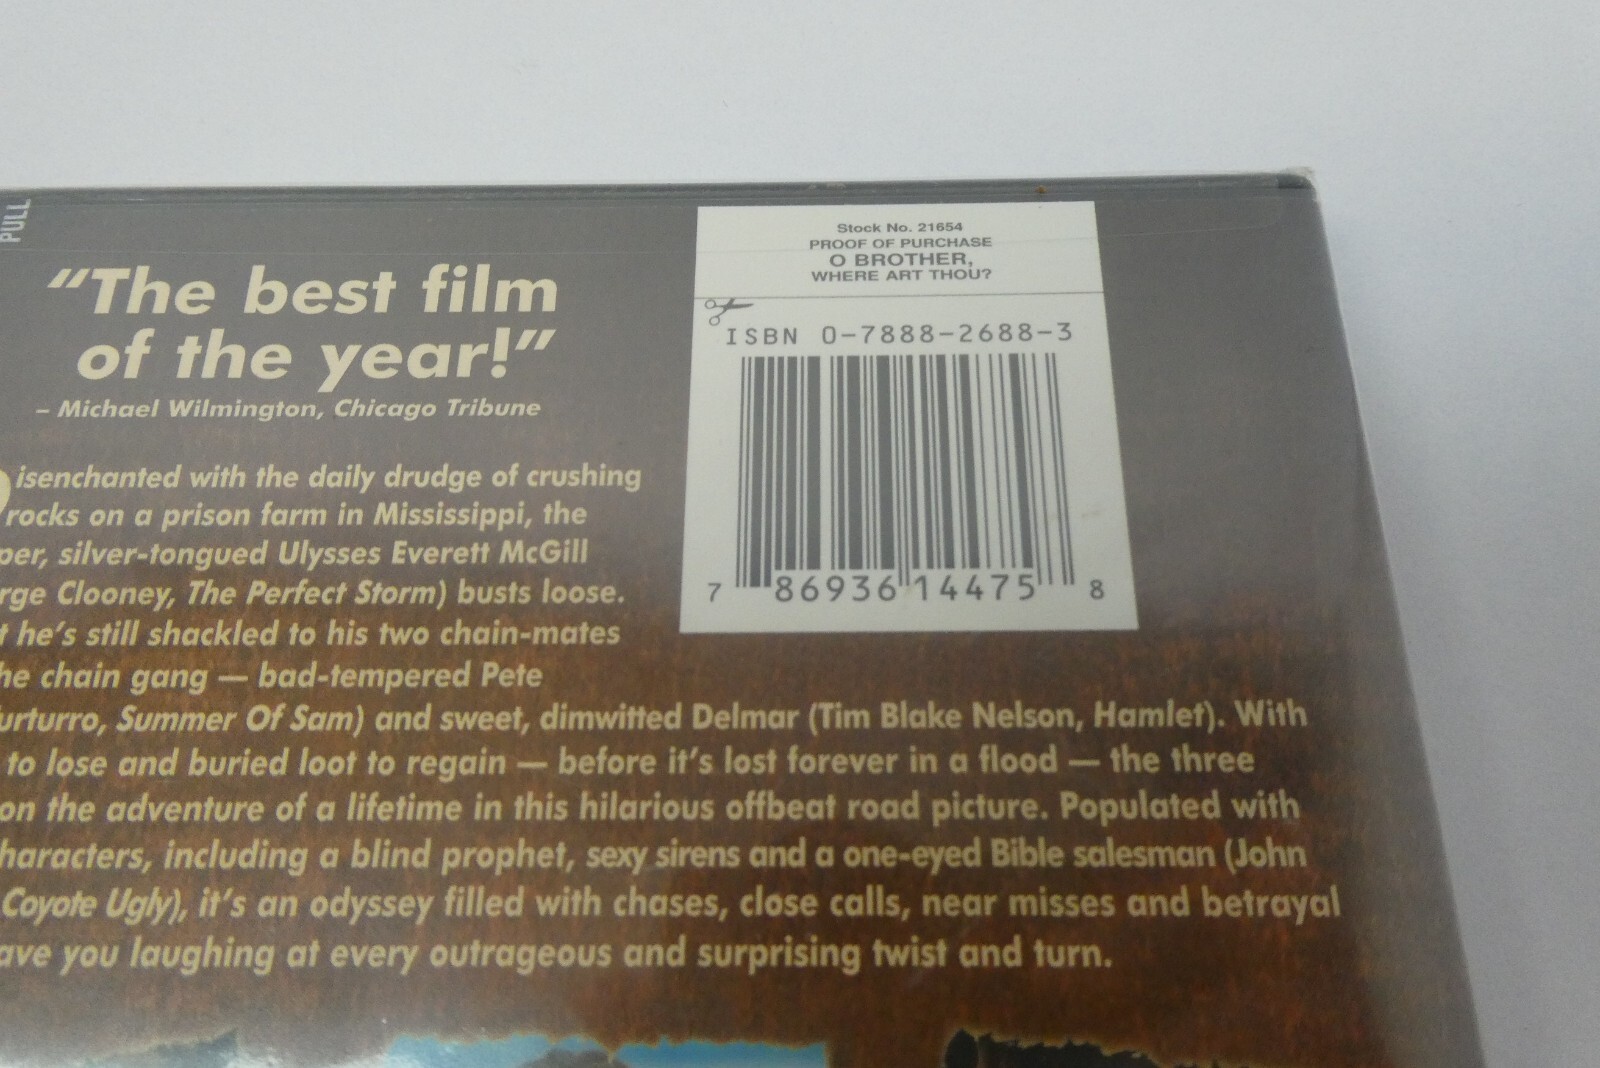 PULL
“The best film
of the year!”
– Michael Wilmington, Chicago Tribune
Stock No. 21654
PROOF OF PURCHASE
O BROTHER,
WHERE ART THOU?
ISBN 0-7888-2688-3
7 86936 14475 8
isenchanted with the daily drudge of crushing
rocks on a prison farm in Mississippi, the
per, silver-tongued Ulysses Everett McGill
rge Clooney, The Perfect Storm) busts loose.
t he's still shackled to his two chain-mates
he chain gang — bad-tempered Pete
urturro, Summer Of Sam) and sweet, dimwitted Delmar (Tim Blake Nelson, Hamlet). With
to lose and buried loot to regain — before it's lost forever in a flood — the three
on the adventure of a lifetime in this hilarious offbeat road picture. Populated with
haracters, including a blind prophet, sexy sirens and a one-eyed Bible salesman (John
Coyote Ugly), it's an odyssey filled with chases, close calls, near misses and betrayal
ave you laughing at every outrageous and surprising twist and turn.